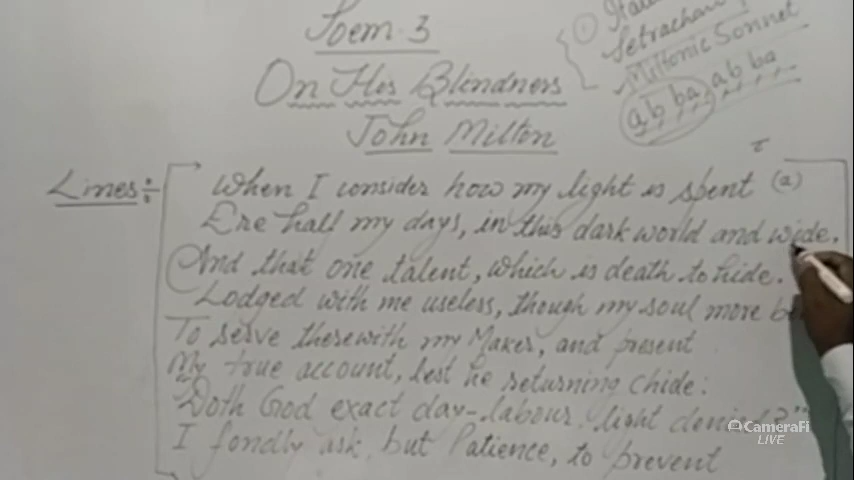 Poem. 3
On His Blindness
John Milton
Petrachan
Miltonic Sonnet
abba, abba
Lines:-
When I consider how my light is spent (a)
Ere half my days, in this dark world and wide.
And that one talent, which is death to hide.
Lodged with me useless, though my soul more
To serve therewith my Maker, and present
My true account, lest he returning chide:
Doth God exact day-labour, light denied?"
I fondly ask, but Patience, to prevent
CameraFi
LIVE